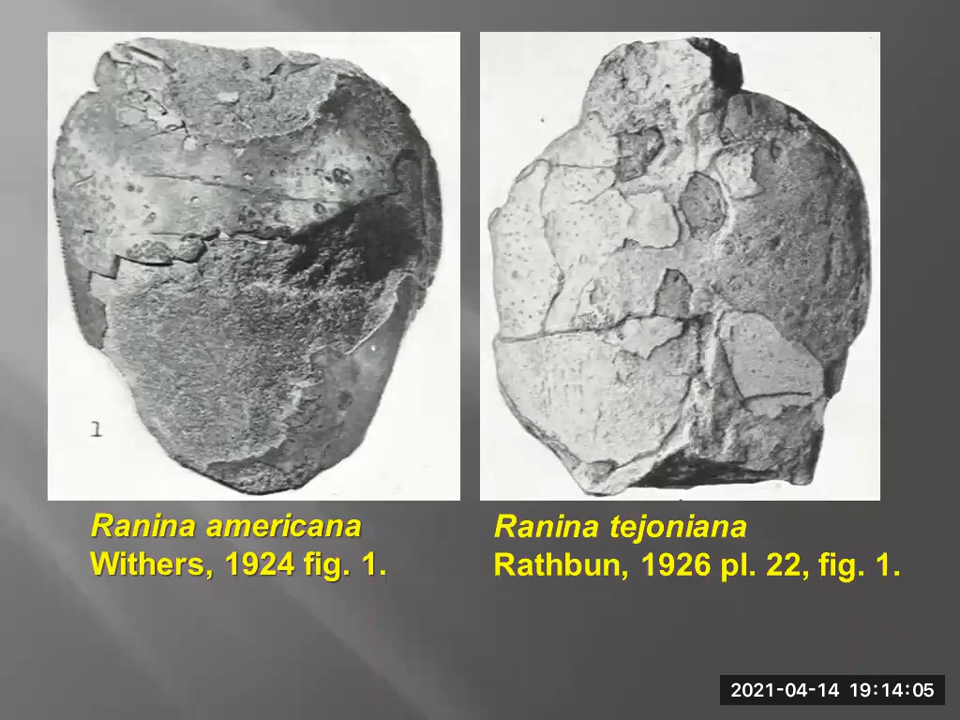 1
Ranina americana
Withers, 1924 fig. 1.
Ranina tejoniana
Rathbun, 1926 pl. 22, fig. 1.
2021-04-14 19:14:05